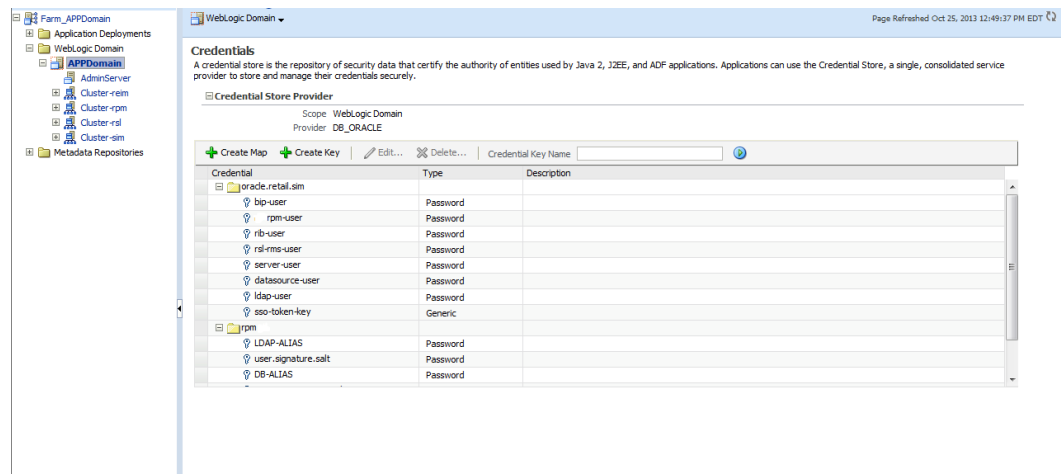 Farm_APPDomain
Application Deployments
WebLogic Domain
APPDomain
AdminServer
Cluster-reim
Cluster-rpm
Cluster-rsl
Cluster-sim
Metadata Repositories
WebLogic Domain
Page Refreshed Oct 25, 2013 12:49:37 PM EDT
Credentials
A credential store is the repository of security data that certify the authority of entities used by Java 2, J2EE, and ADF applications. Applications can use the Credential Store, a single, consolidated service
provider to store and manage their credentials securely.
Credential Store Provider
Scope WebLogic Domain
Provider DB_ORACLE
Create Map Create Key Edit... Delete... Credential Key Name
Credential Type Description
oracle.retail.sim
bip-user Password
rpm-user Password
rib-user Password
rsl-rms-user Password
server-user Password
datasource-user Password
ldap-user Password
sso-token-key Generic
rpm
LDAP-ALIAS Password
user.signature.salt Password
DB-ALIAS Password